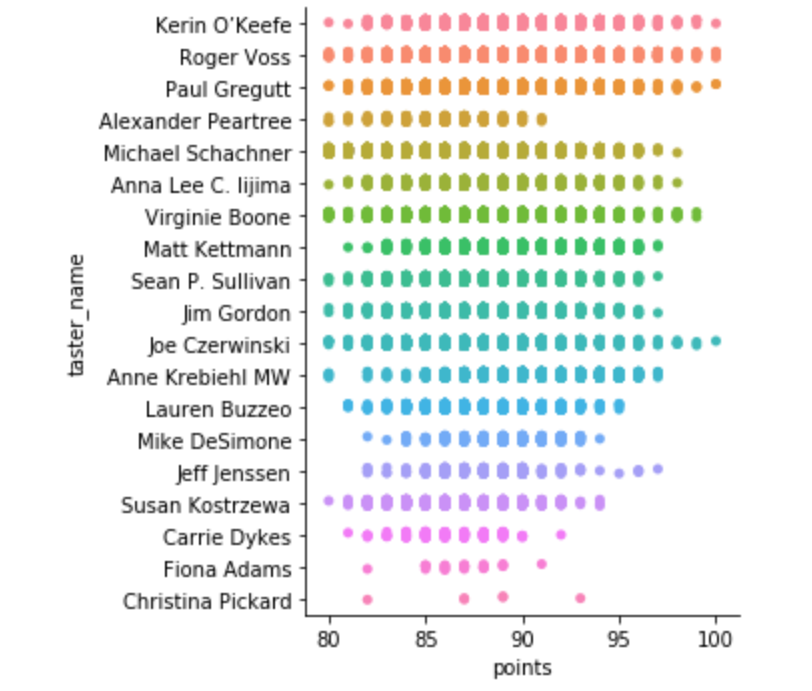 Kerin O'Keefe
Roger Voss
Paul Gregutt
Alexander Peartree
Michael Schachner
Anna Lee C. Iijima
Virginie Boone
Matt Kettmann
Sean P. Sullivan
Jim Gordon
Joe Czerwinski
Anne Krebiehl MW
Lauren Buzzeo
Mike DeSimone
Jeff Jenssen
Susan Kostrzewa
Carrie Dykes
Fiona Adams
Christina Pickard
taster_name
80 85 90 95 100
points